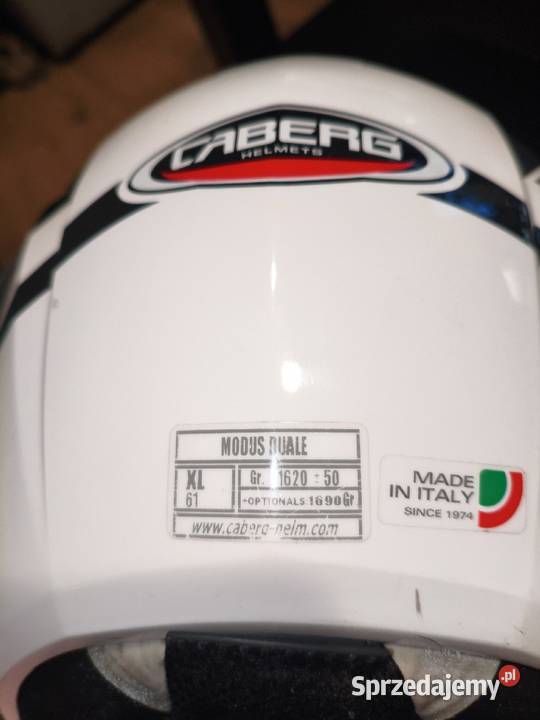 CABERG
HELMETS
MODUS DUALE
XL
61
Gr. 1620 ± 50
+OPTIONALS 1690Gr
www.caberg-helm.com
MADE
IN ITALY
SINCE 1974
Sprzedajemy.pl